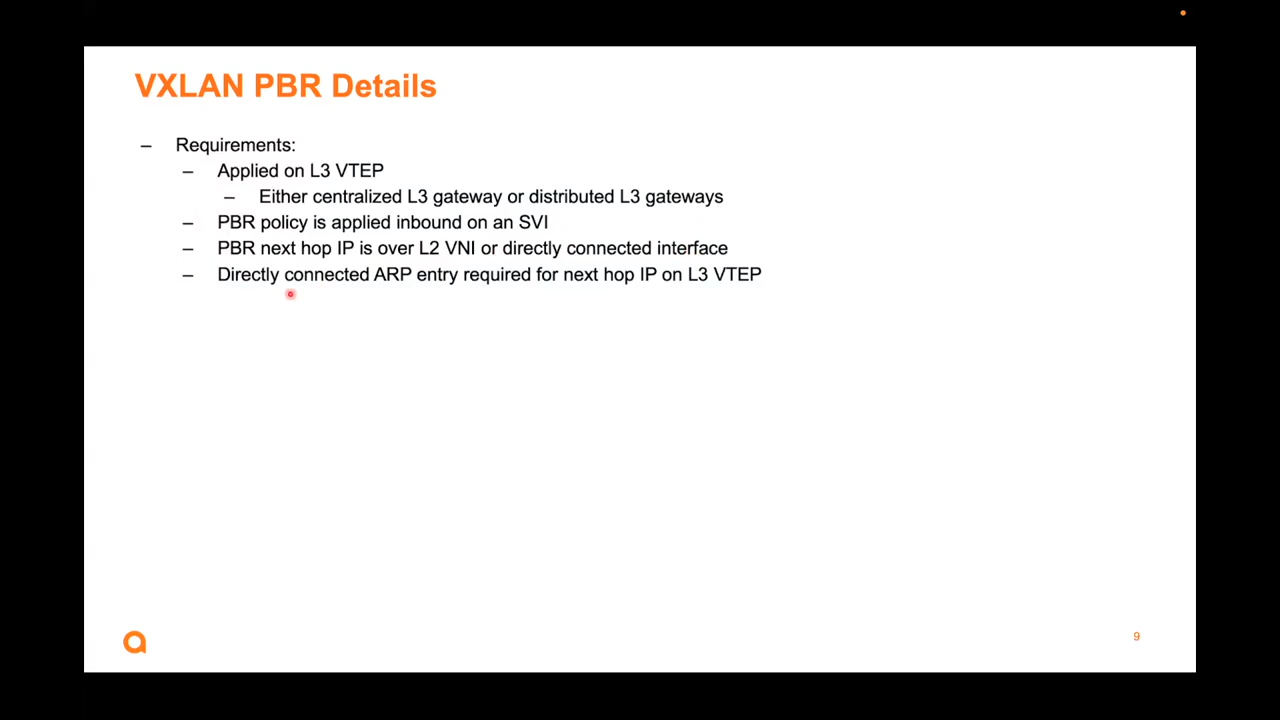 VXLAN PBR Details
– Requirements:
– Applied on L3 VTEP
– Either centralized L3 gateway or distributed L3 gateways
– PBR policy is applied inbound on an SVI
– PBR next hop IP is over L2 VNI or directly connected interface
– Directly connected ARP entry required for next hop IP on L3 VTEP
9